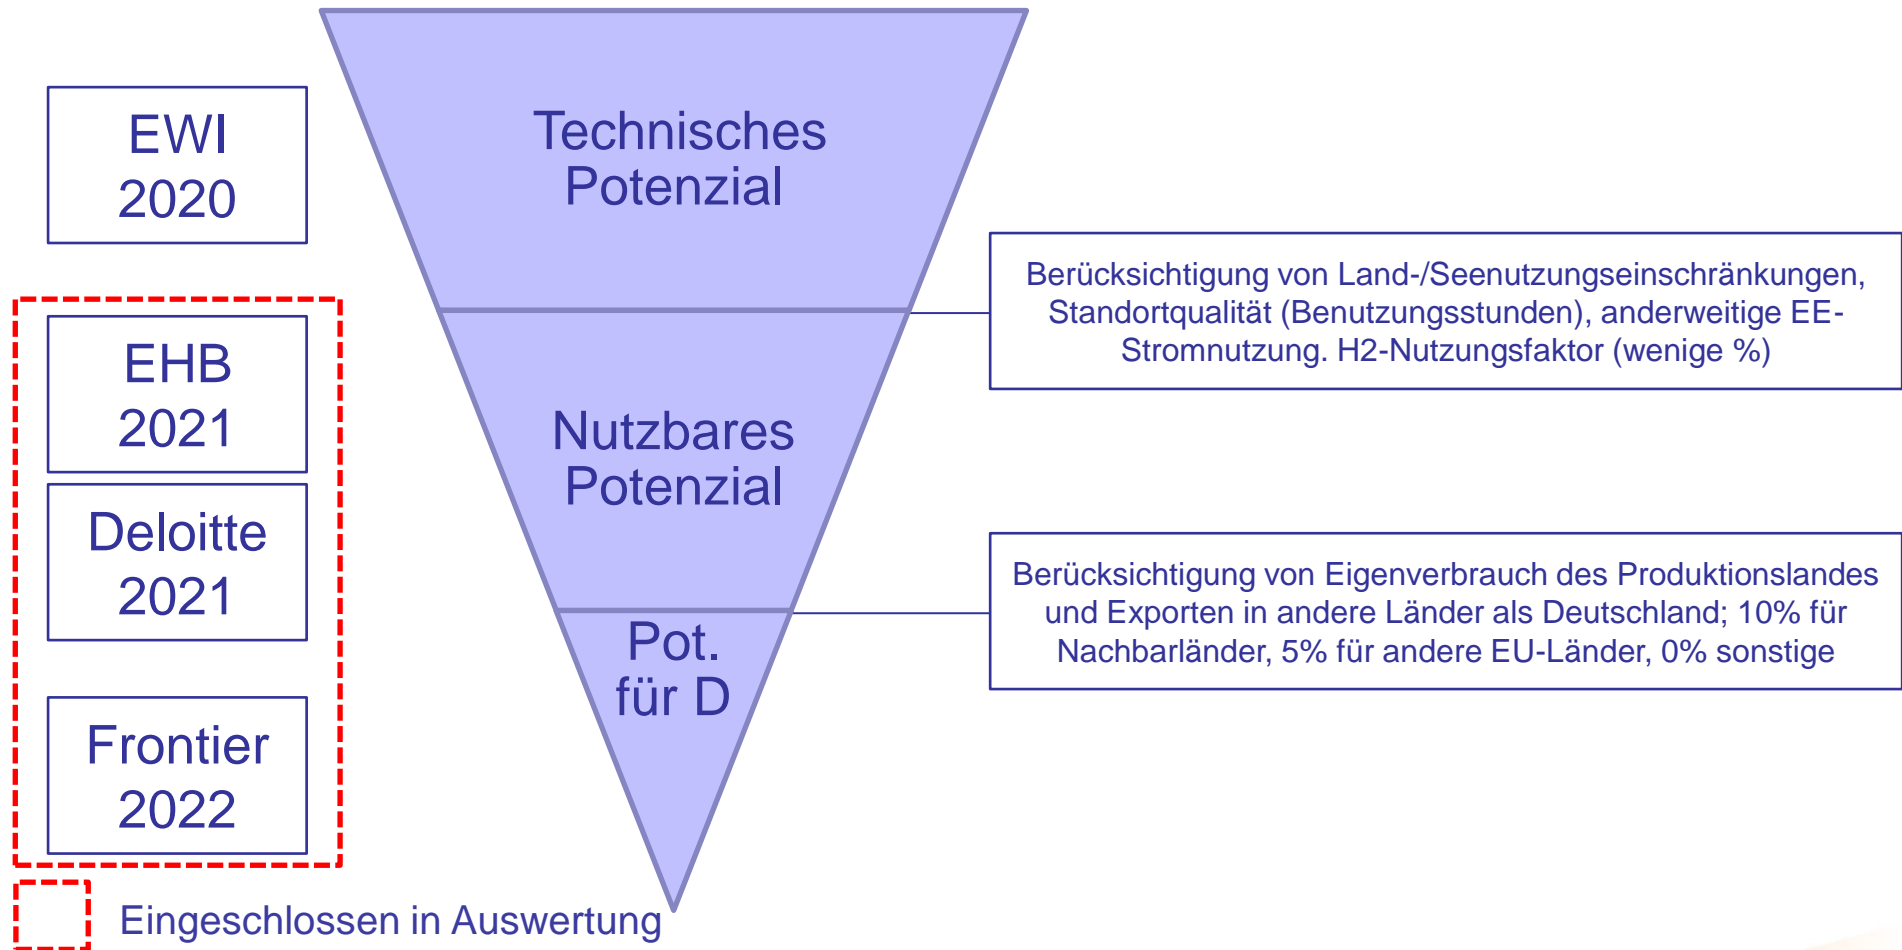 EWI
2020
EHB
2021
Deloitte
2021
Frontier
2022
Eingeschlossen in Auswertung
Technisches
Potenzial
Nutzbares
Potenzial
Pot.
für D
Berücksichtigung von Land-/Seenutzungseinschränkungen,
Standortqualität (Benutzungsstunden), anderweitige EE-
Stromnutzung. H2-Nutzungsfaktor (wenige %)
Berücksichtigung von Eigenverbrauch des Produktionslandes
und Exporten in andere Länder als Deutschland; 10% für
Nachbarländer, 5% für andere EU-Länder, 0% sonstige